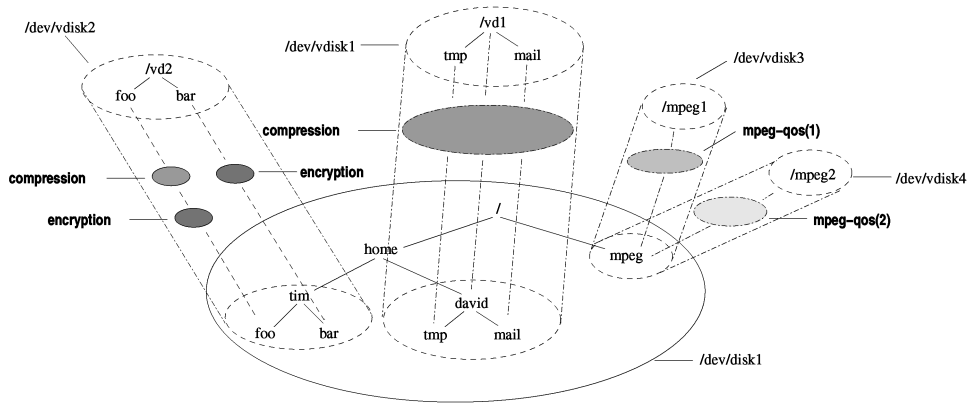 /dev/vdisk2
/vd2
foo bar
compression
encryption
encryption
/dev/vdisk1
/vd1
tmp mail
compression
/dev/vdisk3
/mpeg1
mpeg-qos(1)
/mpeg2
/dev/vdisk4
mpeg-qos(2)
/
home
mpeg
tim
foo bar
david
tmp mail
/dev/disk1